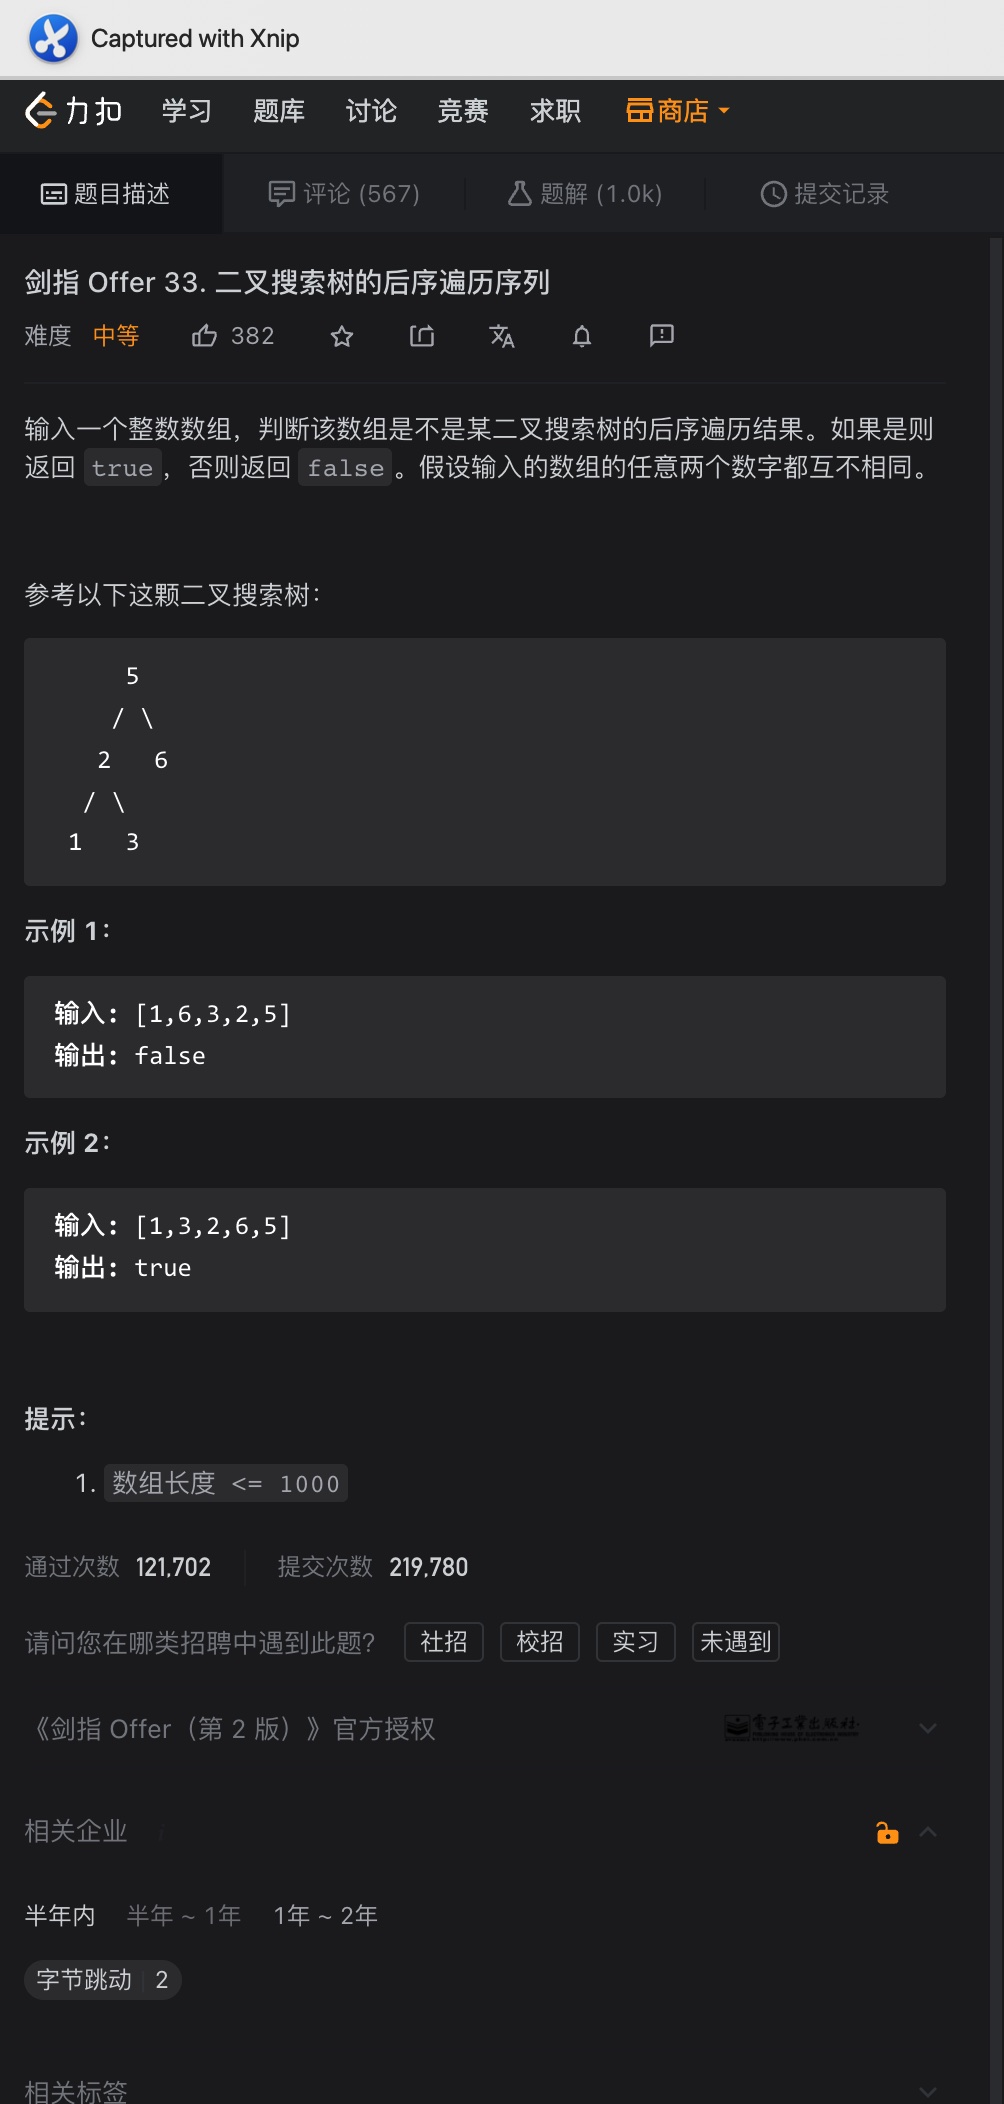 Captured with Xnip
力扣 学习 题库 讨论 竞赛 求职 商店
题目描述 评论 (567) 题解 (1.0k) 提交记录
剑指 Offer 33. 二叉搜索树的后序遍历序列
难度 中等 382
输入一个整数数组，判断该数组是不是某二叉搜索树的后序遍历结果。如果是则
返回 true，否则返回 false。假设输入的数组的任意两个数字都互不相同。
参考以下这颗二叉搜索树：
5
/ \
2 6
/ \
1 3
示例 1：
输入: [1,6,3,2,5]
输出: false
示例 2：
输入: [1,3,2,6,5]
输出: true
提示：
1. 数组长度 <= 1000
通过次数 121,702 提交次数 219,780
请问您在哪类招聘中遇到此题? 社招 校招 实习 未遇到
《剑指 Offer（第 2 版）》官方授权 电子工业出版社
相关企业 i
半年内 半年 ~ 1年 1年 ~ 2年
字节跳动 2
相关标签